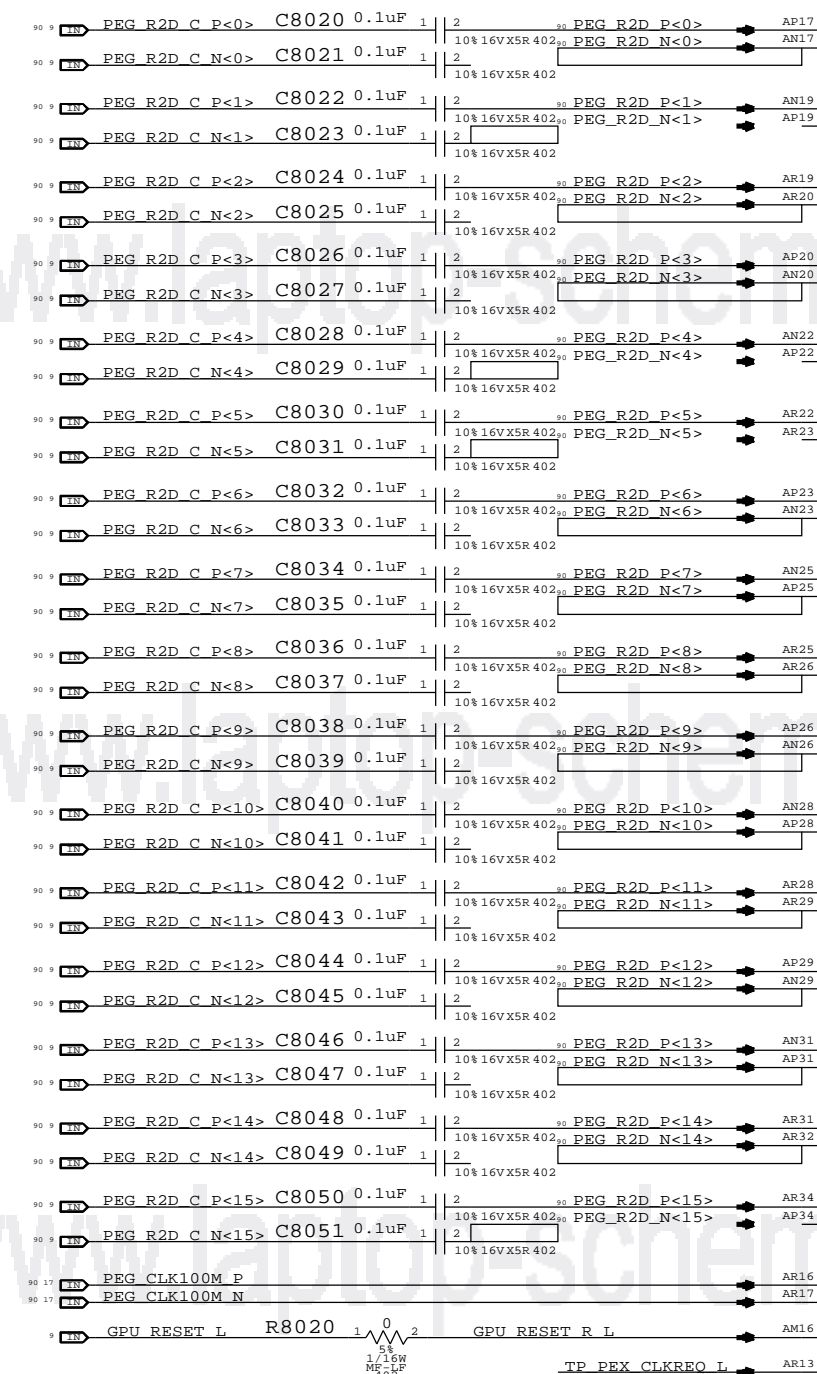 90 9 IN PEG_R2D_C_P<0> C8020 0.1uF 1 2 10% 16V X5R 402 90 PEG_R2D_P<0> AP17
90 9 IN PEG_R2D_C_N<0> C8021 0.1uF 1 2 10% 16V X5R 402 90 PEG_R2D_N<0> AN17
90 9 IN PEG_R2D_C_P<1> C8022 0.1uF 1 2 10% 16V X5R 402 90 PEG_R2D_P<1> AN19
90 9 IN PEG_R2D_C_N<1> C8023 0.1uF 1 2 10% 16V X5R 402 90 PEG_R2D_N<1> AP19
90 9 IN PEG_R2D_C_P<2> C8024 0.1uF 1 2 10% 16V X5R 402 90 PEG_R2D_P<2> AR19
90 9 IN PEG_R2D_C_N<2> C8025 0.1uF 1 2 10% 16V X5R 402 90 PEG_R2D_N<2> AR20
90 9 IN PEG_R2D_C_P<3> C8026 0.1uF 1 2 10% 16V X5R 402 90 PEG_R2D_P<3> AP20
90 9 IN PEG_R2D_C_N<3> C8027 0.1uF 1 2 10% 16V X5R 402 90 PEG_R2D_N<3> AN20
90 9 IN PEG_R2D_C_P<4> C8028 0.1uF 1 2 10% 16V X5R 402 90 PEG_R2D_P<4> AN22
90 9 IN PEG_R2D_C_N<4> C8029 0.1uF 1 2 10% 16V X5R 402 90 PEG_R2D_N<4> AP22
90 9 IN PEG_R2D_C_P<5> C8030 0.1uF 1 2 10% 16V X5R 402 90 PEG_R2D_P<5> AR22
90 9 IN PEG_R2D_C_N<5> C8031 0.1uF 1 2 10% 16V X5R 402 90 PEG_R2D_N<5> AR23
90 9 IN PEG_R2D_C_P<6> C8032 0.1uF 1 2 10% 16V X5R 402 90 PEG_R2D_P<6> AP23
90 9 IN PEG_R2D_C_N<6> C8033 0.1uF 1 2 10% 16V X5R 402 90 PEG_R2D_N<6> AN23
90 9 IN PEG_R2D_C_P<7> C8034 0.1uF 1 2 10% 16V X5R 402 90 PEG_R2D_P<7> AN25
90 9 IN PEG_R2D_C_N<7> C8035 0.1uF 1 2 10% 16V X5R 402 90 PEG_R2D_N<7> AP25
90 9 IN PEG_R2D_C_P<8> C8036 0.1uF 1 2 10% 16V X5R 402 90 PEG_R2D_P<8> AR25
90 9 IN PEG_R2D_C_N<8> C8037 0.1uF 1 2 10% 16V X5R 402 90 PEG_R2D_N<8> AR26
90 9 IN PEG_R2D_C_P<9> C8038 0.1uF 1 2 10% 16V X5R 402 90 PEG_R2D_P<9> AP26
90 9 IN PEG_R2D_C_N<9> C8039 0.1uF 1 2 10% 16V X5R 402 90 PEG_R2D_N<9> AN26
90 9 IN PEG_R2D_C_P<10> C8040 0.1uF 1 2 10% 16V X5R 402 90 PEG_R2D_P<10> AN28
90 9 IN PEG_R2D_C_N<10> C8041 0.1uF 1 2 10% 16V X5R 402 90 PEG_R2D_N<10> AP28
90 9 IN PEG_R2D_C_P<11> C8042 0.1uF 1 2 10% 16V X5R 402 90 PEG_R2D_P<11> AR28
90 9 IN PEG_R2D_C_N<11> C8043 0.1uF 1 2 10% 16V X5R 402 90 PEG_R2D_N<11> AR29
90 9 IN PEG_R2D_C_P<12> C8044 0.1uF 1 2 10% 16V X5R 402 90 PEG_R2D_P<12> AP29
90 9 IN PEG_R2D_C_N<12> C8045 0.1uF 1 2 10% 16V X5R 402 90 PEG_R2D_N<12> AN29
90 9 IN PEG_R2D_C_P<13> C8046 0.1uF 1 2 10% 16V X5R 402 90 PEG_R2D_P<13> AN31
90 9 IN PEG_R2D_C_N<13> C8047 0.1uF 1 2 10% 16V X5R 402 90 PEG_R2D_N<13> AP31
90 9 IN PEG_R2D_C_P<14> C8048 0.1uF 1 2 10% 16V X5R 402 90 PEG_R2D_P<14> AR31
90 9 IN PEG_R2D_C_N<14> C8049 0.1uF 1 2 10% 16V X5R 402 90 PEG_R2D_N<14> AR32
90 9 IN PEG_R2D_C_P<15> C8050 0.1uF 1 2 10% 16V X5R 402 90 PEG_R2D_P<15> AR34
90 9 IN PEG_R2D_C_N<15> C8051 0.1uF 1 2 10% 16V X5R 402 90 PEG_R2D_N<15> AP34
90 17 IN PEG_CLK100M_P AR16
90 17 IN PEG_CLK100M_N AR17
9 IN GPU_RESET_L R8020 1 0 2 GPU_RESET_R_L AM16
5%
1/16W
MF-LF
TP_PEX_CLKREQ_L AR13
ww.laptop-schem
ww.laptop-schem
ww.laptop-schem